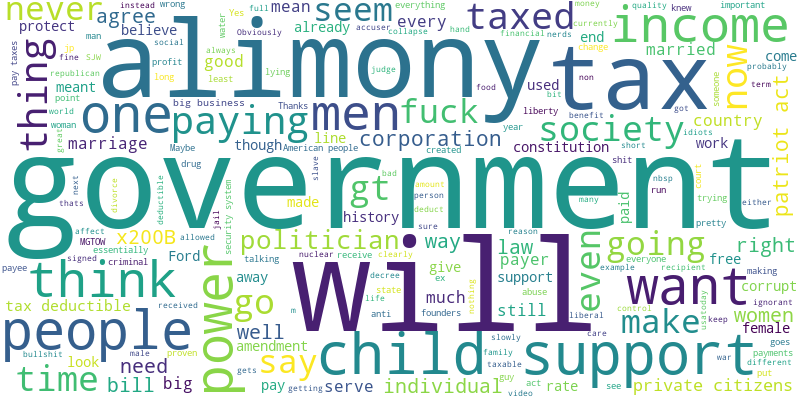 never
agree
seem
every
taxed
income
protect
believe
already
married
alimony
tax
now
thing
one
paying
men
fuck
society
country
marriage
though
line
corporation
constitution
work
patriot act
government
gt
made
history
x200B
politician
way
law
paid
going
right
think
will
even
want
free
corrupt
tax deductible
go
away
much
give
payer
support
still
make
women
female
people
power
well
amendment
say
child support
time
need
bill
big
look
pay
serve
individual
rate
private citizens
pay taxes
man
fine
SJW
social
always
judge
mean
accuser
collapse
hand
everything
financial
nerds
money
currently
change
quality
Yes
water
full
instead
wrong
knew
important
republican
profit
good
Obviously
at least
lying
jp
long
meant
point
world
woman
great
big business
Thanks
Maybe
drug
American people
slave
used
food
end
liberty
year
created
bit
non
benefit
term
got
someone
probably
come
idiots
short
shit
run
nbsp
court
trying
pretty
either
many
reason
sure
person
deduct
amount
bad
next
thats
divorce
deductible
jail
security system
affect
MGTOW
allowed
essentially
Ford
signed
criminal
payee
received
male
proven
bullshit
talking
nuclear
receive
clearly
decree
ex
state
life
anti
founders
abuse
nothing
example
everyone
recipient
making
ignorant
keep
usatoday
control
liberal
care
family
slowly
taxable
guy
act
video
getting
gets
m
see
war
goes
payments
different
put